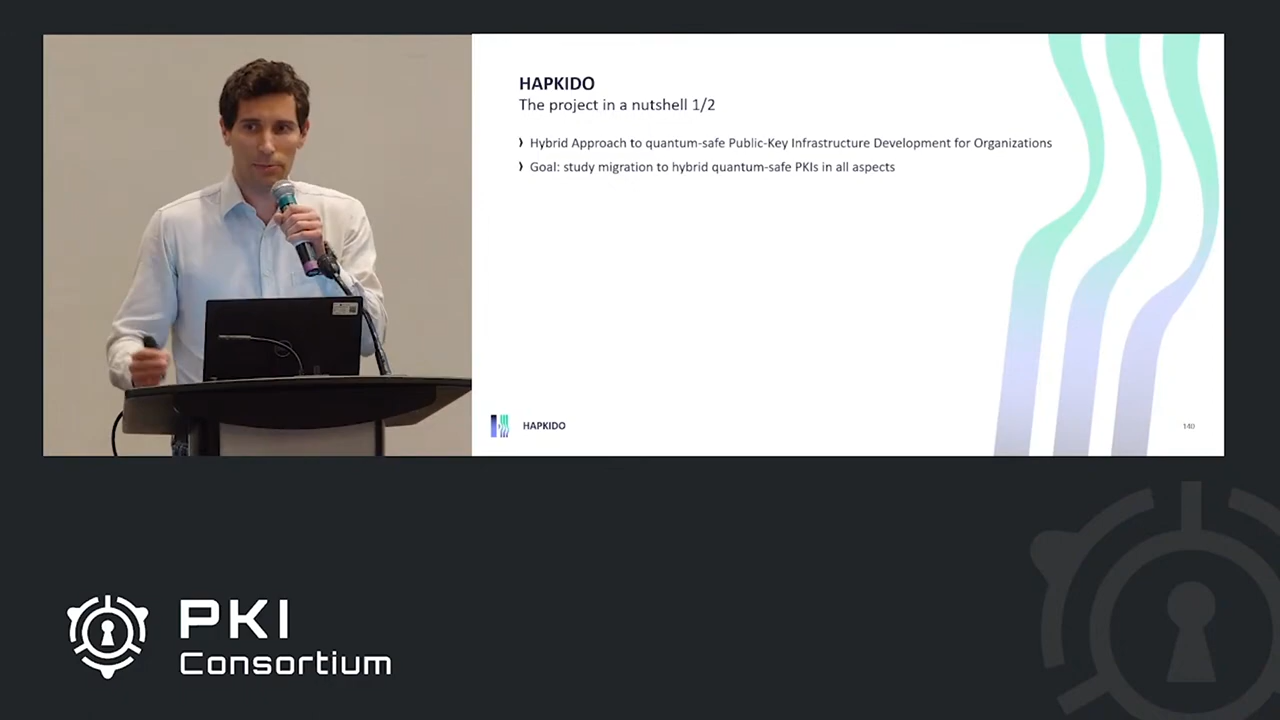 HAPKIDO
The project in a nutshell 1/2
❱ Hybrid Approach to quantum-safe Public-Key Infrastructure Development for Organizations
❱ Goal: study migration to hybrid quantum-safe PKIs in all aspects
HAPKIDO
140
PKI
Consortium